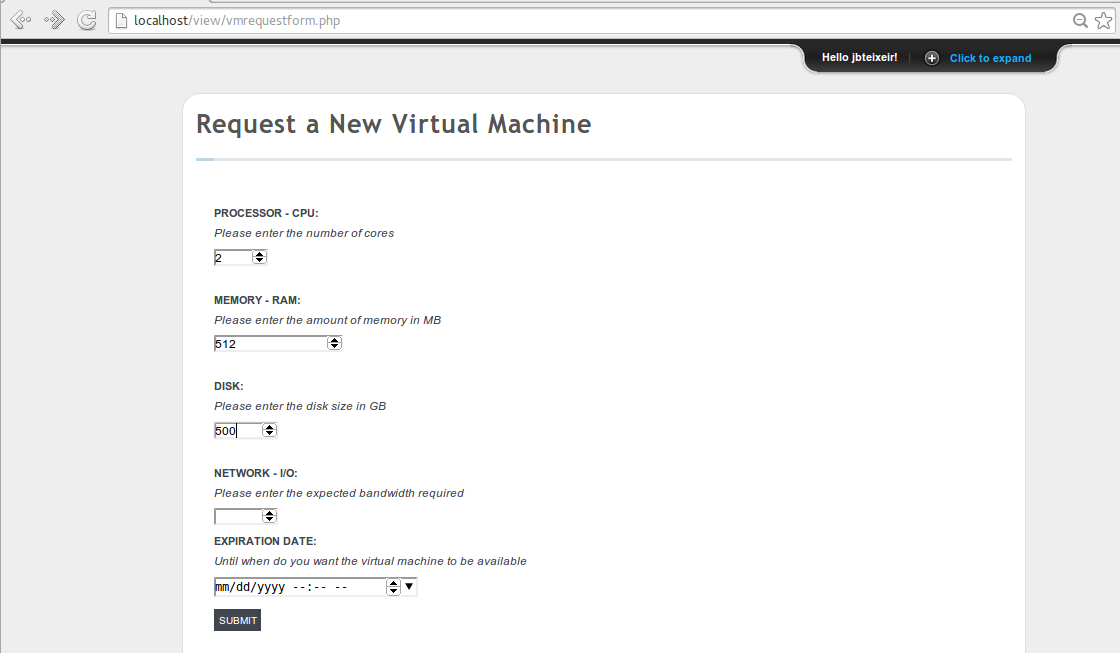 localhost/view/vmrequestform.php
Hello jbteixeir! | Click to expand
Request a New Virtual Machine
PROCESSOR - CPU:
Please enter the number of cores
2
MEMORY - RAM:
Please enter the amount of memory in MB
512
DISK:
Please enter the disk size in GB
500
NETWORK - I/O:
Please enter the expected bandwidth required
EXPIRATION DATE:
Until when do you want the virtual machine to be available
mm/dd/yyyy --:-- --
SUBMIT